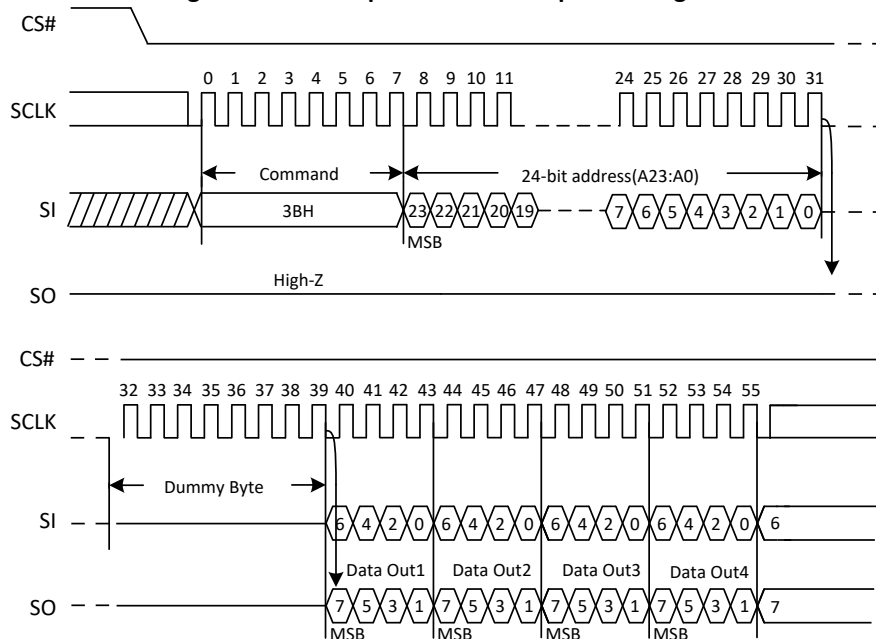 CS#
0 1 2 3 4 5 6 7 8 9 10 11 24 25 26 27 28 29 30 31
SCLK
Command 24-bit address(A23:A0)
SI 3BH 23 22 21 20 19 7 6 5 4 3 2 1 0
MSB
High-Z
SO
CS#
32 33 34 35 36 37 38 39 40 41 42 43 44 45 46 47 48 49 50 51 52 53 54 55
SCLK
Dummy Byte
SI 6 4 2 0 6 4 2 0 6 4 2 0 6 4 2 0 6
Data Out1 Data Out2 Data Out3 Data Out4
SO 7 5 3 1 7 5 3 1 7 5 3 1 7 5 3 1 7
MSB MSB MSB MSB